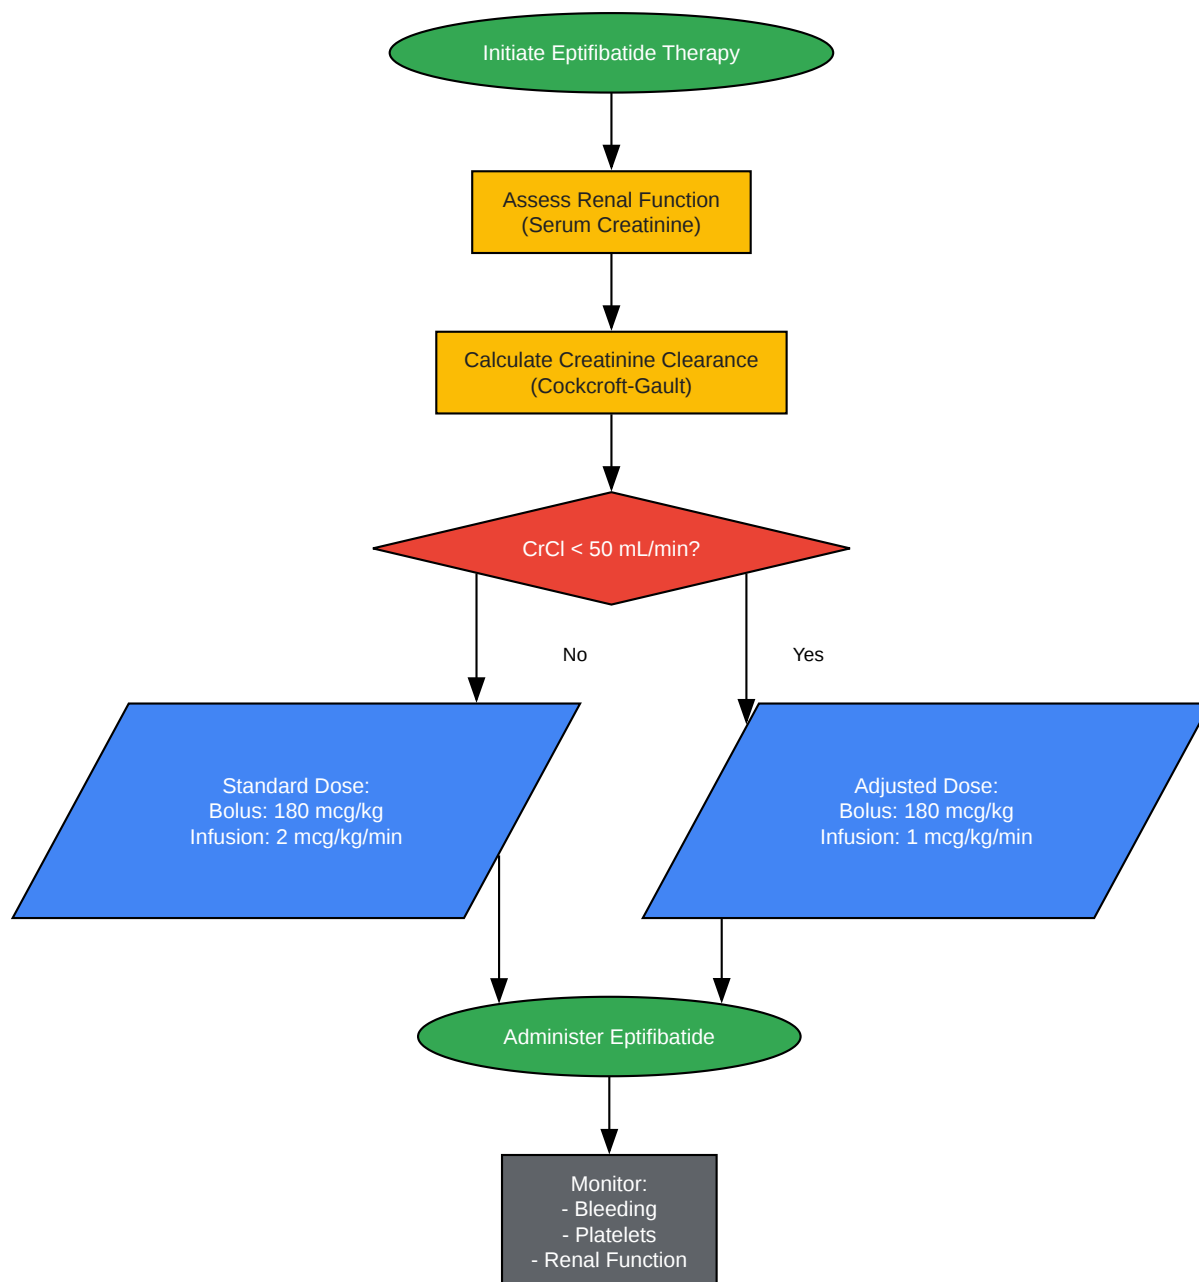 Initiate Eptifibatide Therapy
Assess Renal Function
(Serum Creatinine)
Calculate Creatinine Clearance
(Cockcroft-Gault)
CrCl < 50 mL/min?
No
Yes
Standard Dose:
Bolus: 180 mcg/kg
Infusion: 2 mcg/kg/min
Adjusted Dose:
Bolus: 180 mcg/kg
Infusion: 1 mcg/kg/min
Administer Eptifibatide
Monitor:
- Bleeding
- Platelets
- Renal Function